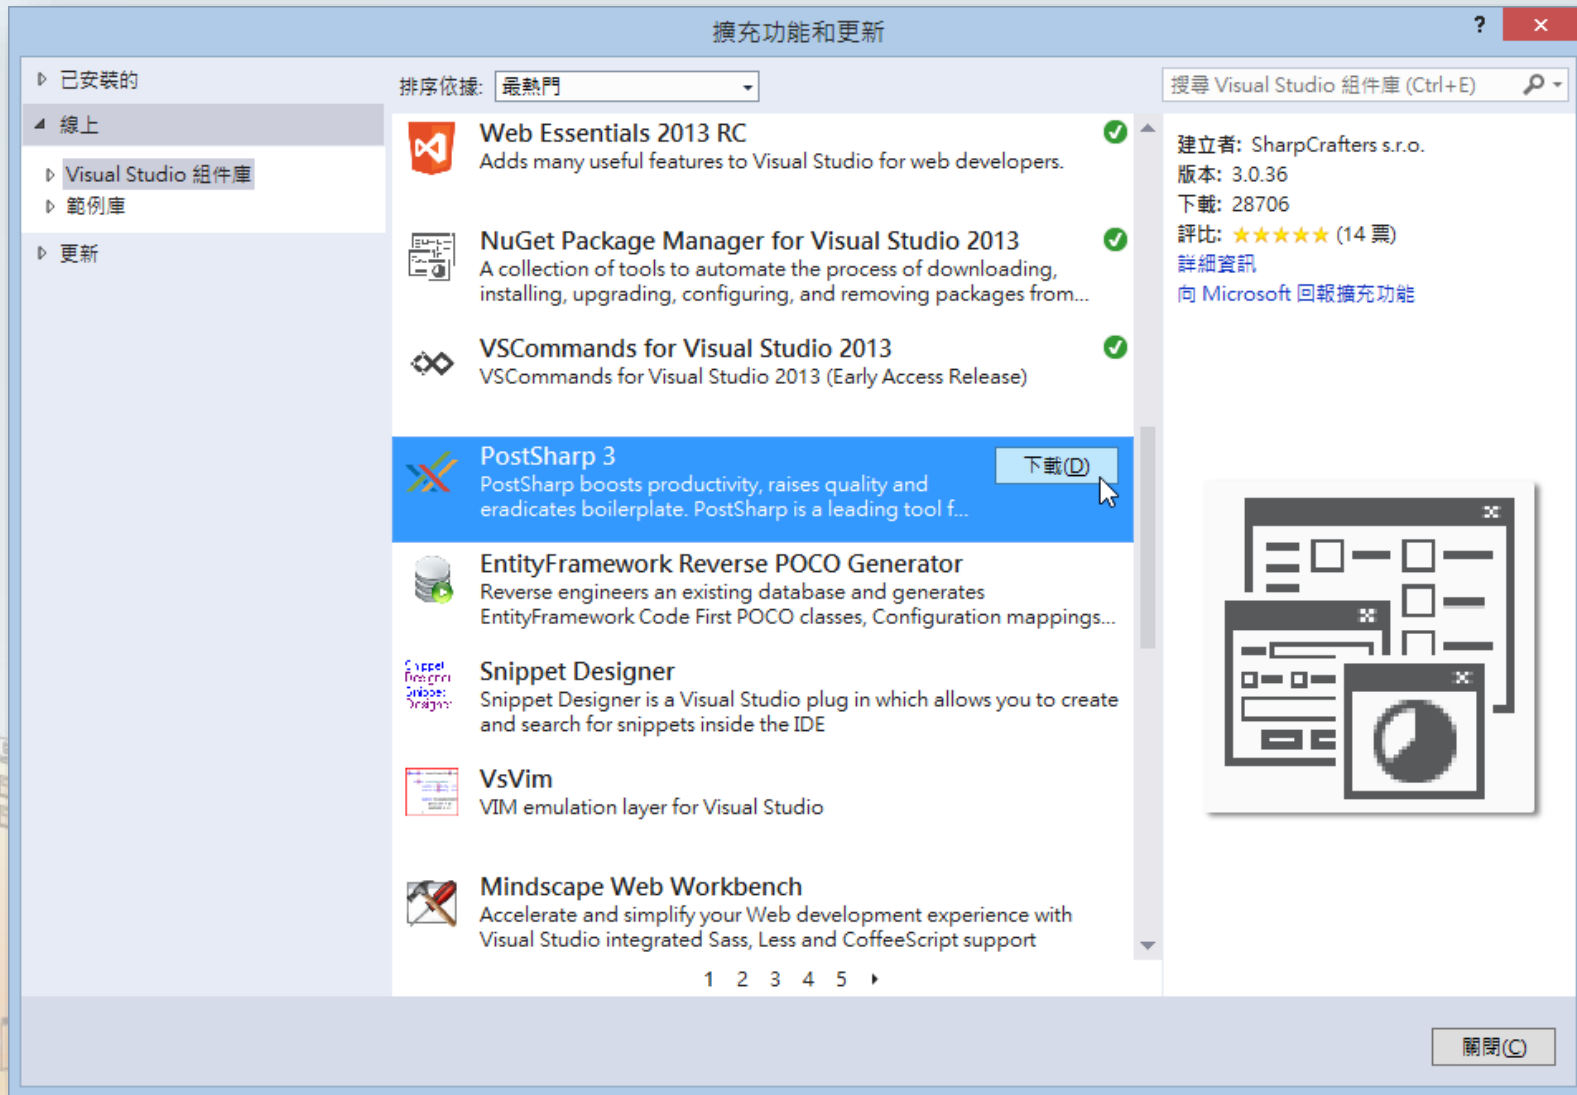 擴充功能和更新
?
已安裝的
線上
Visual Studio 組件庫
範例庫
更新
排序依據: 最熱門
搜尋 Visual Studio 組件庫 (Ctrl+E)
Web Essentials 2013 RC
Adds many useful features to Visual Studio for web developers.
NuGet Package Manager for Visual Studio 2013
A collection of tools to automate the process of downloading,
installing, upgrading, configuring, and removing packages from...
VSCommands for Visual Studio 2013
VSCommands for Visual Studio 2013 (Early Access Release)
PostSharp 3
下載(D)
PostSharp boosts productivity, raises quality and
eradicates boilerplate. PostSharp is a leading tool f...
EntityFramework Reverse POCO Generator
Reverse engineers an existing database and generates
EntityFramework Code First POCO classes, Configuration mappings...
Snippet
Designer
Snippet
Designer
Snippet Designer
Snippet Designer is a Visual Studio plug in which allows you to create
and search for snippets inside the IDE
VsVim
VIM emulation layer for Visual Studio
Mindscape Web Workbench
Accelerate and simplify your Web development experience with
Visual Studio integrated Sass, Less and CoffeeScript support
1 2 3 4 5
建立者: SharpCrafters s.r.o.
版本: 3.0.36
下載: 28706
評比: ★★★★★ (14 票)
詳細資訊
向 Microsoft 回報擴充功能
關閉(C)